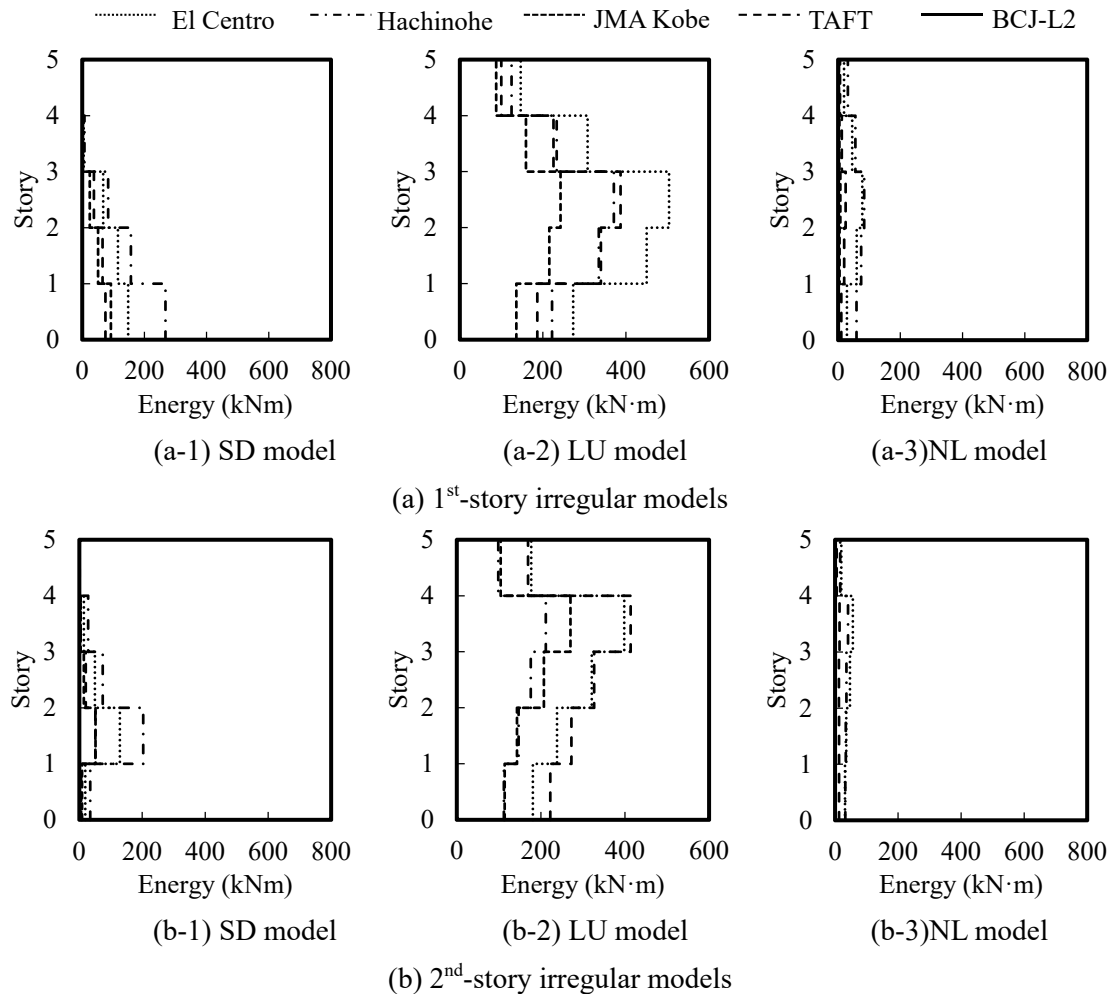 El Centro Hachinohe JMA Kobe TAFT BCJ-L2
5 5 5
4 4 4
3 3 3
2 2 2
1 1 1
0 0 0
Story Story Story
0 200 400 600 800 0 200 400 600 0 200 400 600 800
Energy (kNm) Energy (kN·m) Energy (kN·m)
(a-1) SD model (a-2) LU model (a-3)NL model
(a) 1st-story irregular models
5 5 5
4 4 4
3 3 3
2 2 2
1 1 1
0 0 0
Story Story Story
0 200 400 600 800 0 200 400 600 0 200 400 600 800
Energy (kNm) Energy (kN·m) Energy (kN·m)
(b-1) SD model (b-2) LU model (b-3)NL model
(b) 2nd-story irregular models